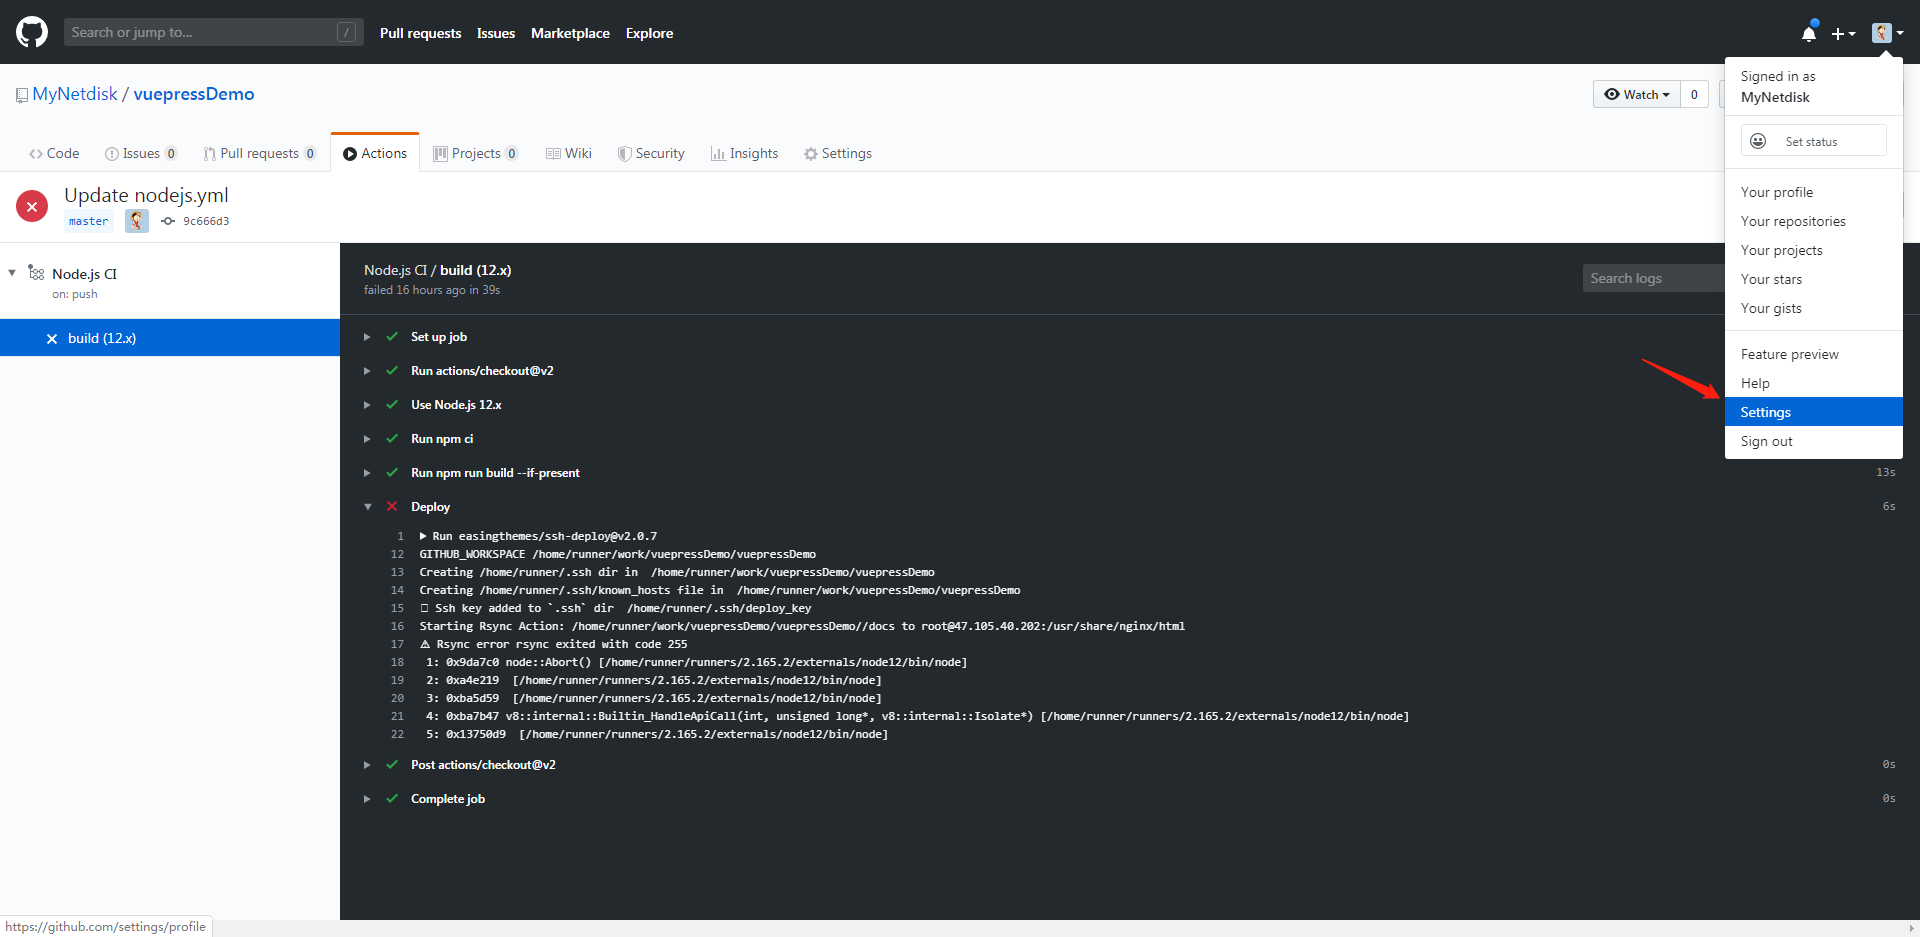 Search or jump to... /
Pull requests Issues Marketplace Explore
MyNetdisk / vuepressDemo
Watch 0
Code Issues 0 Pull requests 0 Actions Projects 0 Wiki Security Insights Settings
Update nodejs.yml
master 9c666d3
Signed in as
MyNetdisk
Set status
Your profile
Your repositories
Your projects
Your stars
Your gists
Feature preview
Help
Settings
Sign out
Node.js CI
on: push
build (12.x)
Node.js CI / build (12.x)
failed 16 hours ago in 39s
Search logs
Set up job
Run actions/checkout@v2
Use Node.js 12.x
Run npm ci
Run npm run build --if-present 13s
Deploy 6s
1 Run easingthemes/ssh-deploy@v2.0.7
12 GITHUB_WORKSPACE /home/runner/work/vuepressDemo/vuepressDemo
13 Creating /home/runner/.ssh dir in /home/runner/work/vuepressDemo/vuepressDemo
14 Creating /home/runner/.ssh/known_hosts file in /home/runner/work/vuepressDemo/vuepressDemo
15 Ssh key added to `.ssh` dir /home/runner/.ssh/deploy_key
16 Starting Rsync Action: /home/runner/work/vuepressDemo/vuepressDemo//docs to root@47.105.40.202:/usr/share/nginx/html
17 ⚠ Rsync error rsync exited with code 255
18 1: 0x9da7c0 node::Abort() [/home/runner/runners/2.165.2/externals/node12/bin/node]
19 2: 0xa4e219 [/home/runner/runners/2.165.2/externals/node12/bin/node]
20 3: 0xba5d59 [/home/runner/runners/2.165.2/externals/node12/bin/node]
21 4: 0xba7b47 v8::internal::Builtin_HandleApiCall(int, unsigned long*, v8::internal::Isolate*) [/home/runner/runners/2.165.2/externals/node12/bin/node]
22 5: 0x13750d9 [/home/runner/runners/2.165.2/externals/node12/bin/node]
Post actions/checkout@v2 0s
Complete job 0s
https://github.com/settings/profile